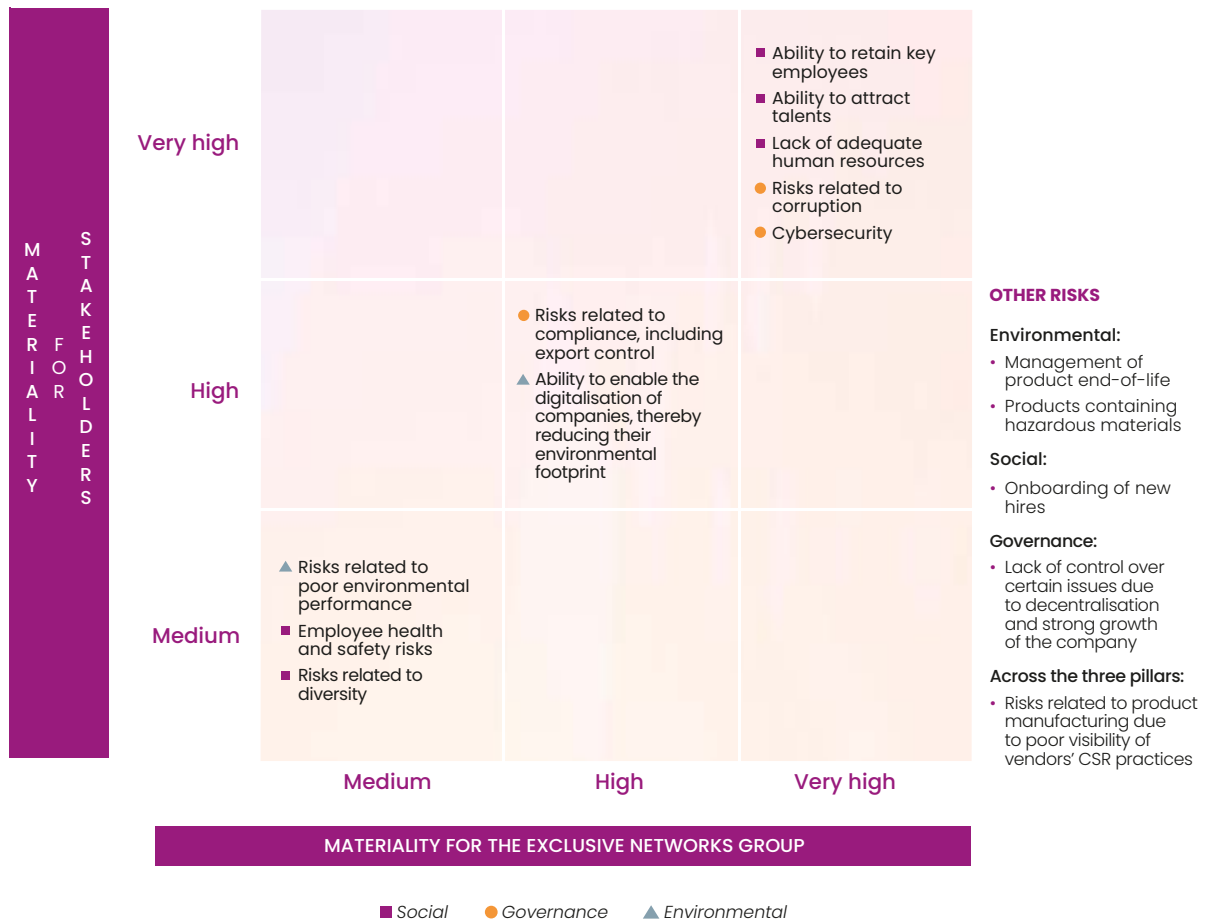 MATERIALITY
FOR
STAKEHOLDERS
Very high
High
Medium
Ability to retain key
employees
Ability to attract
talents
Lack of adequate
human resources
Risks related to
corruption
Cybersecurity
Risks related to
compliance, including
export control
Ability to enable the
digitalisation of
companies, thereby
reducing their
environmental
footprint
Risks related to
poor environmental
performance
Employee health
and safety risks
Risks related to
diversity
Medium
High
Very high
MATERIALITY FOR THE EXCLUSIVE NETWORKS GROUP
Social
Governance
Environmental
OTHER RISKS
Environmental:
• Management of
product end-of-life
• Products containing
hazardous materials
Social:
• Onboarding of new
hires
Governance:
• Lack of control over
certain issues due
to decentralisation
and strong growth
of the company
Across the three pillars:
• Risks related to product
manufacturing due
to poor visibility of
vendors’ CSR practices